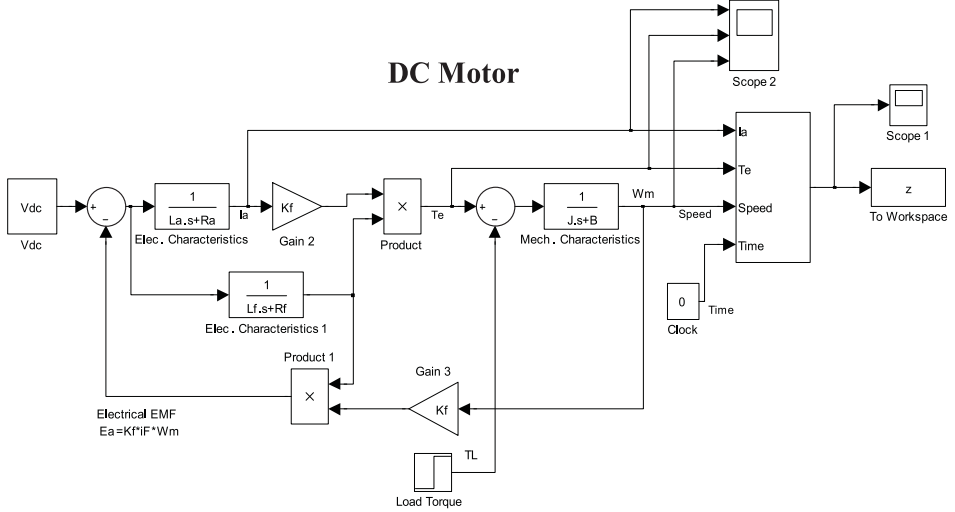 DC Motor
Scope 2
Scope 1
Ia
Te
Speed
Time
z
To Workspace
Vdc
Vdc
+
-
1
La.s+Ra
Elec. Characteristics
Ia
Kf
Gain 2
×
Product
Te
+
-
1
J.s+B
Mech. Characteristics
Wm
Speed
0
Clock
Time
1
Lf.s+Rf
Elec. Characteristics 1
Product 1
×
Gain 3
Kf
Electrical EMF
Ea=Kf*iF*Wm
TL
Load Torque